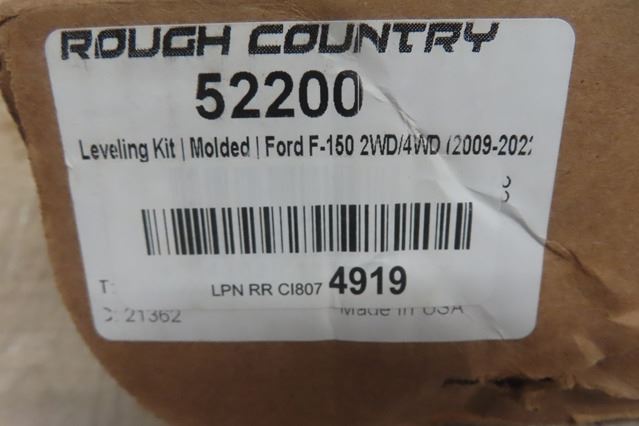 ROUGH COUNTRY
52200
Leveling Kit | Molded | Ford F-150 2WD/4WD (2009-202
T:
LPN RR CI807 4919
: 21362
Made in USA